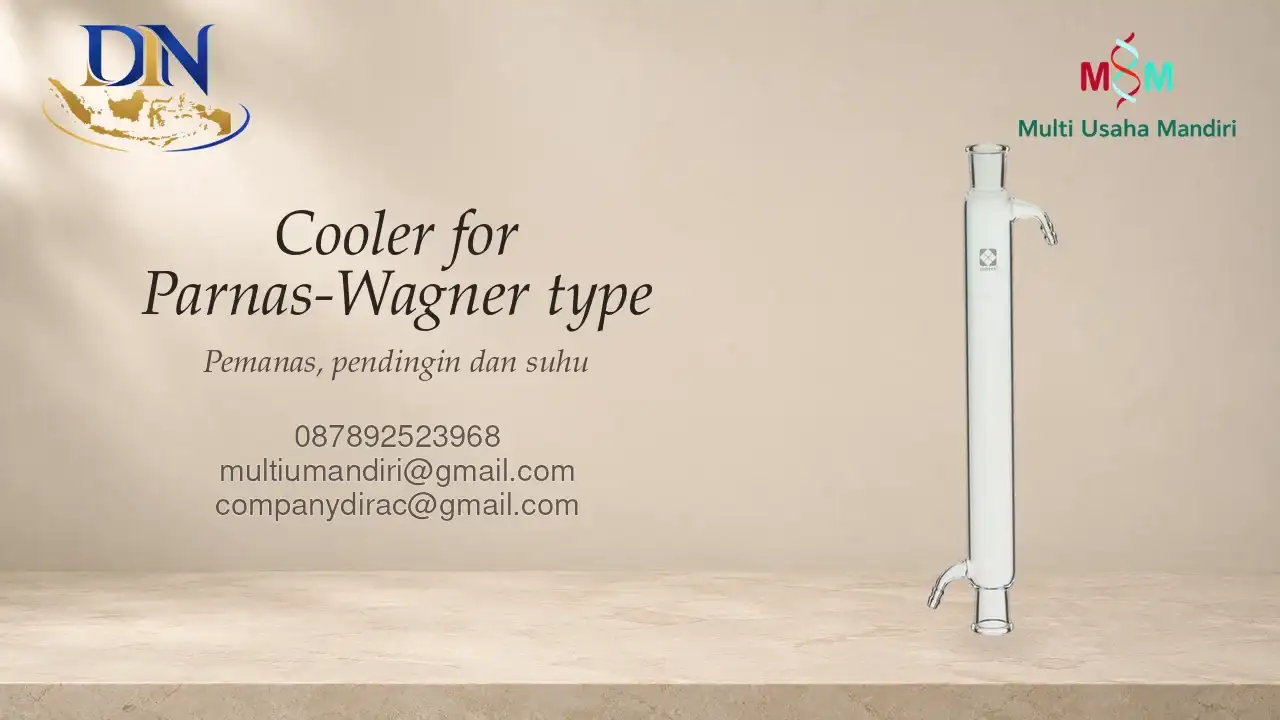 DIN
M M
Multi Usaha Mandiri
Cooler for
Parnas-Wagner type
Pemanas, pendingin dan suhu
087892523968
multiumandiri@gmail.com
companydirac@gmail.com